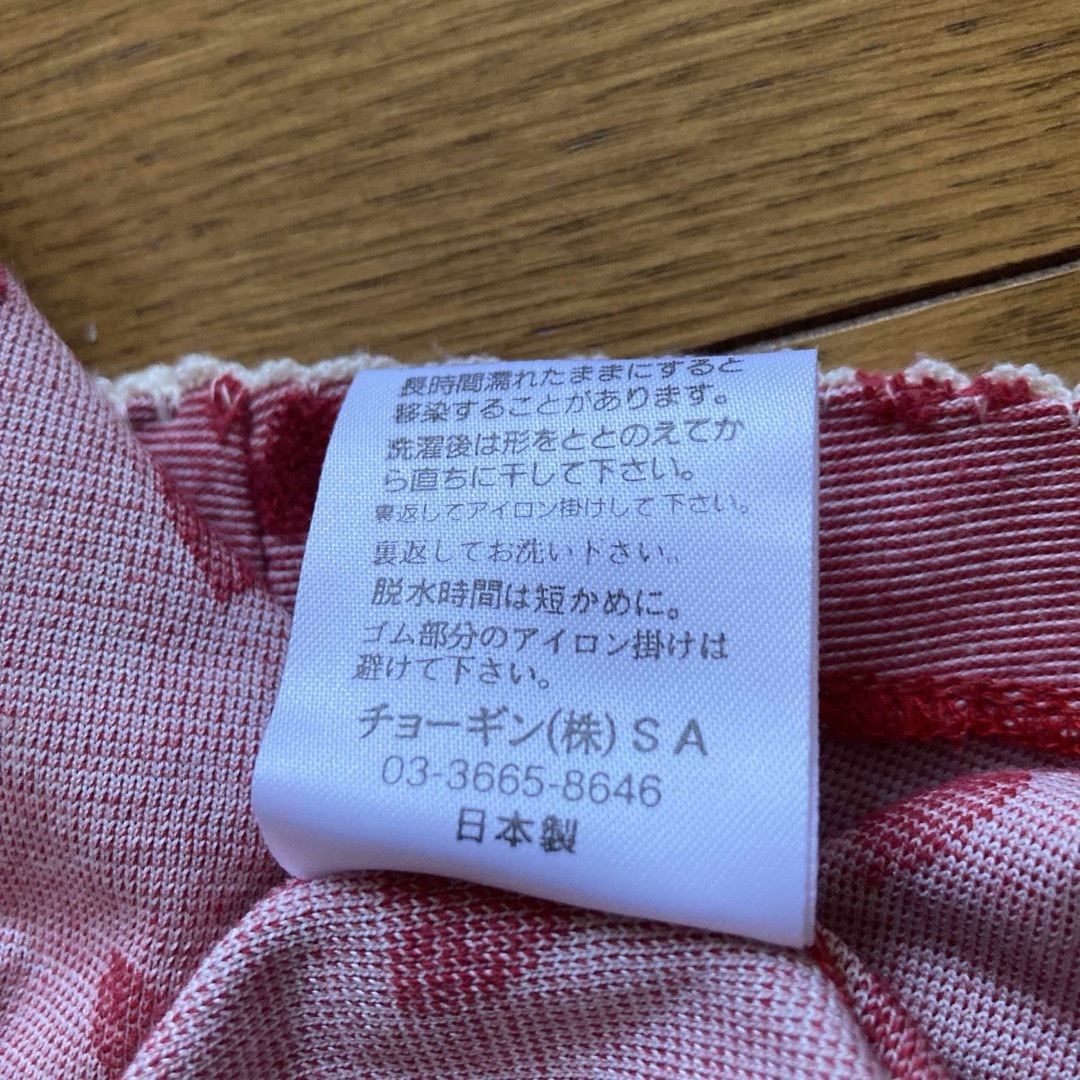 長時間濡れたままにすると
移染することがあります。
洗濯後は形をととのえてか
ら直ちに干して下さい。
裏返してアイロン掛けして下さい。
裏返してお洗い下さい。
脱水時間は短かめに。
ゴム部分のアイロン掛けは
避けて下さい。
チョーギン(株)ＳＡ
03-3665-8646
日本製